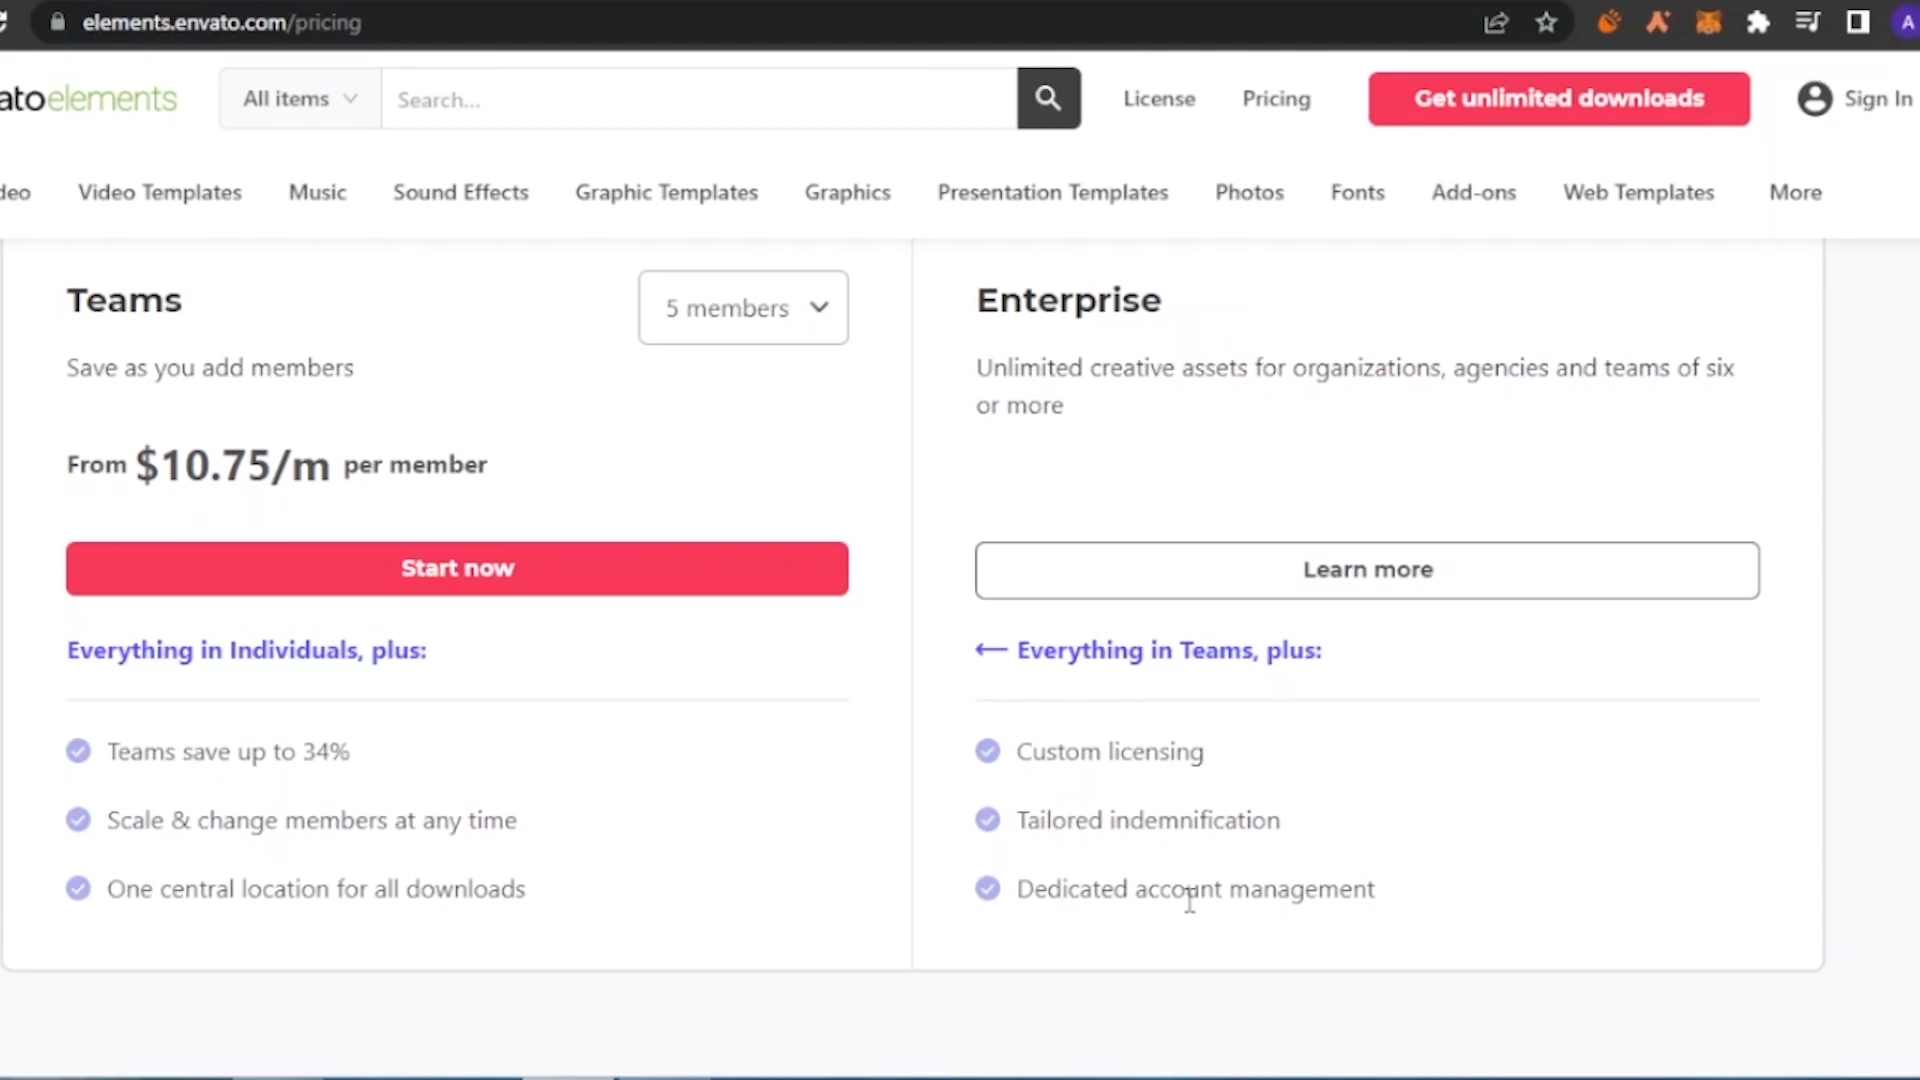 elements.envato.com/pricing
A
atoelements
All items
Search...
License
Pricing
Get unlimited downloads
Sign In
deo
Video Templates
Music
Sound Effects
Graphic Templates
Graphics
Presentation Templates
Photos
Fonts
Add-ons
Web Templates
More
Teams
5 members
Save as you add members
From $10.75/m per member
Start now
Everything in Individuals, plus:
Teams save up to 34%
Scale & change members at any time
One central location for all downloads
Enterprise
Unlimited creative assets for organizations, agencies and teams of six
or more
Learn more
← Everything in Teams, plus:
Custom licensing
Tailored indemnification
Dedicated account management